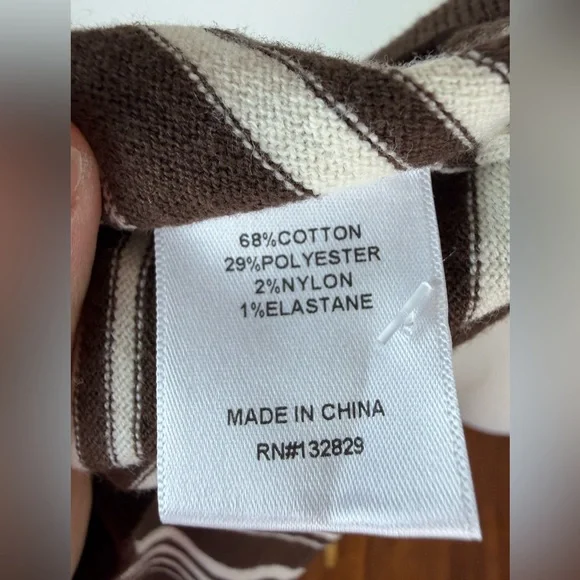 68%COTTON
29%POLYESTER
2%NYLON
1%ELASTANE
MADE IN CHINA
RN#132829